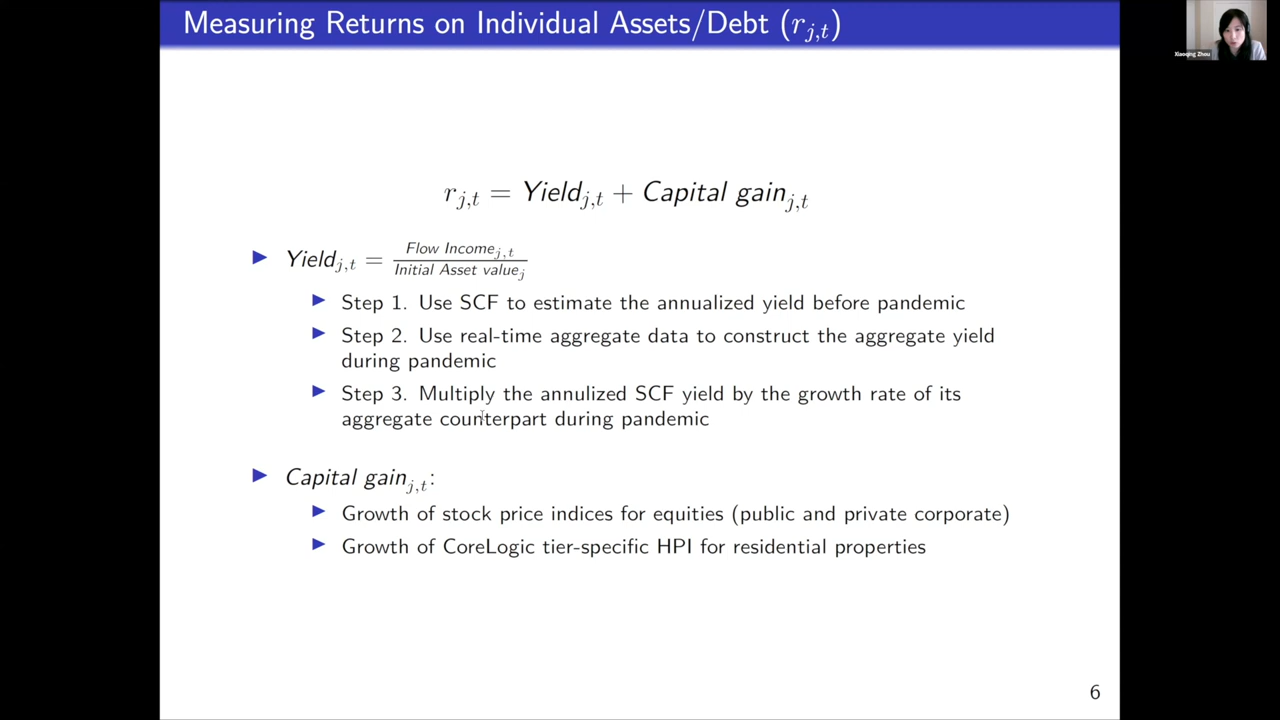 Measuring Returns on Individual Assets/Debt (r_{j,t})
Xiaoqing Zhou
r_{j,t} = Yield_{j,t} + Capital gain_{j,t}
▶ Yield_{j,t} = Flow Income_{j,t} / Initial Asset value_j
▶ Step 1. Use SCF to estimate the annualized yield before pandemic
▶ Step 2. Use real-time aggregate data to construct the aggregate yield
during pandemic
▶ Step 3. Multiply the annulized SCF yield by the growth rate of its
aggregate counterpart during pandemic
▶ Capital gain_{j,t}:
▶ Growth of stock price indices for equities (public and private corporate)
▶ Growth of CoreLogic tier-specific HPI for residential properties
6